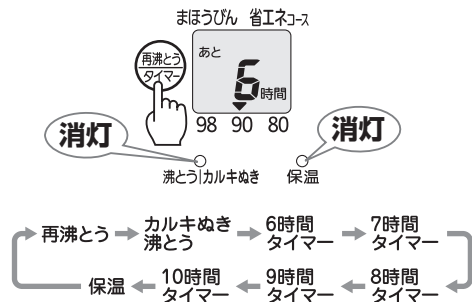 まほうびん 省エネコース
再沸とう
タイマー
あと
6時間
98 90 80
消灯
消灯
沸とう|カルキぬき
保温
再沸とう
カルキぬき
沸とう
6時間
タイマー
7時間
タイマー
8時間
タイマー
9時間
タイマー
10時間
タイマー
保温